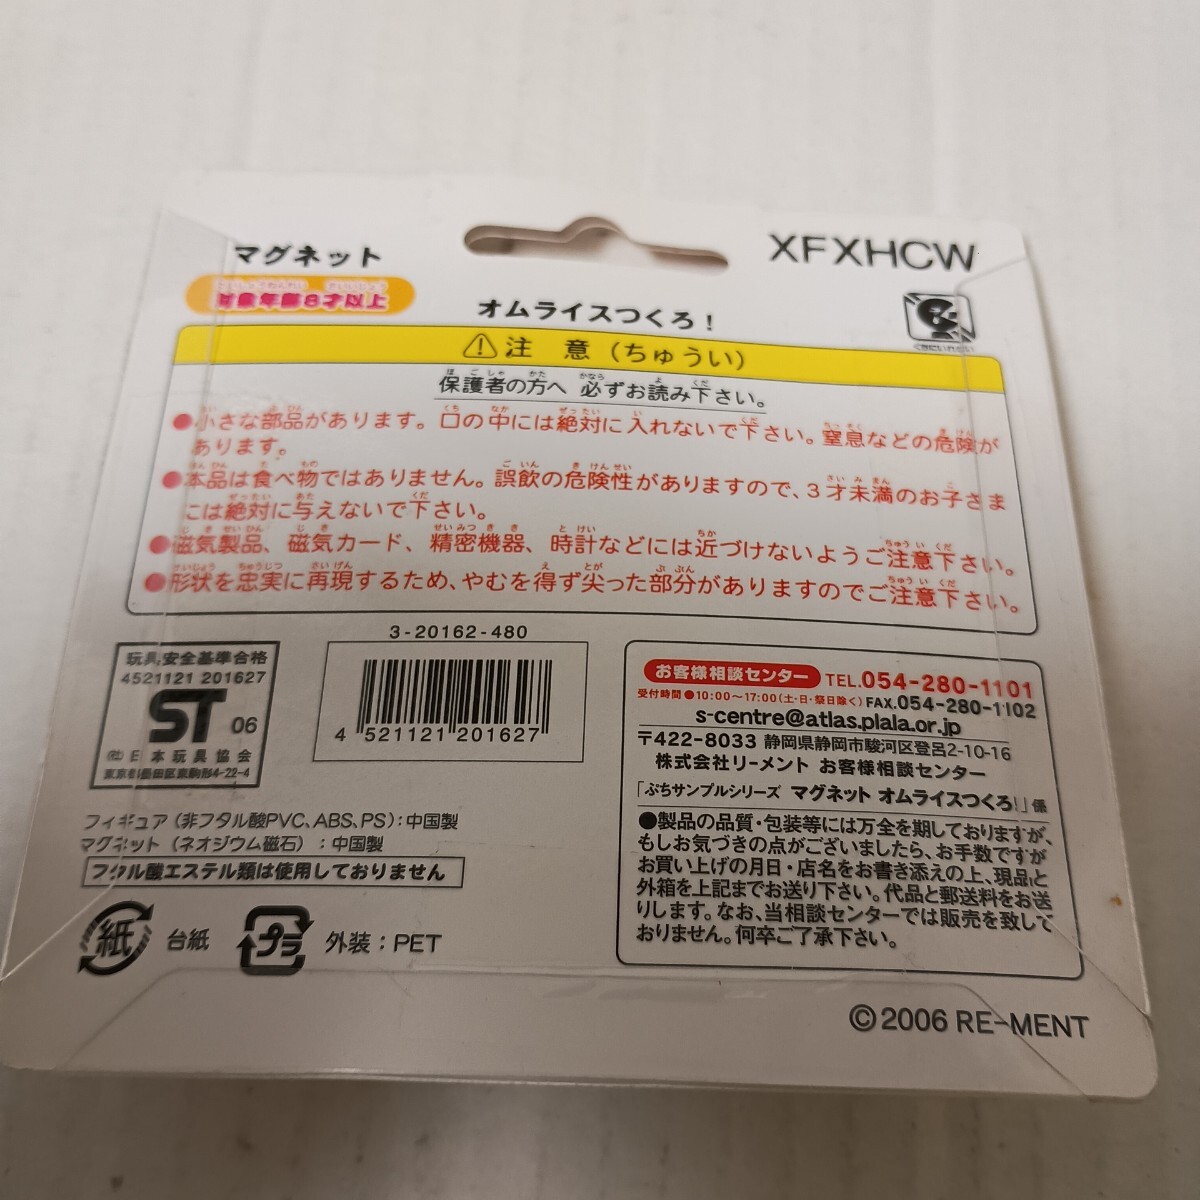 マグネット
XFXHCW
対象年齢8才以上
オムライスつくろ!
くちにいれない
⚠注 意(ちゅうい)
保護者の方へ 必ずお読み下さい。
●小さな部品があります。口の中には絶対に入れないで下さい。窒息などの危険が
あります。
●本品は食べ物ではありません。誤飲の危険性がありますので、3才未満のお子さま
には絶対に与えないで下さい。
●磁気製品、磁気カード、精密機器、時計などには近づけないようご注意下さい。
●形状を忠実に再現するため、やむを得ず尖った部分がありますのでご注意下さい。
玩具安全基準合格
4521121 201627
ST 06
(社)日本玩具協会
東京都墨田区東駒形4-22-4
3-20162-480
4 521121 201627
お客様相談センター TEL.054-280-1101
受付時間●10:00〜17:00(土・日・祭日除く) FAX.054-280-1102
s-centre@atlas.plala.or.jp
〒422-8033 静岡県静岡市駿河区登呂2-10-16
株式会社リーメント お客様相談センター
「ぷちサンプルシリーズ マグネット オムライスつくろ!」係
●製品の品質・包装等には万全を期しておりますが、
もしお気づきの点がございましたら、お手数ですが
お買い上げの月日・店名をお書き添えの上、現品と
外箱を上記までお送り下さい。代品と郵送料をお送
りします。なお、当相談センターでは販売を致して
おりません。何卒ご了承下さい。
フィギュア(非フタル酸PVC、ABS、PS):中国製
マグネット(ネオジウム磁石):中国製
フタル酸エステル類は使用しておりません
紙 台紙
プラ 外装:PET
©2006 RE-MENT